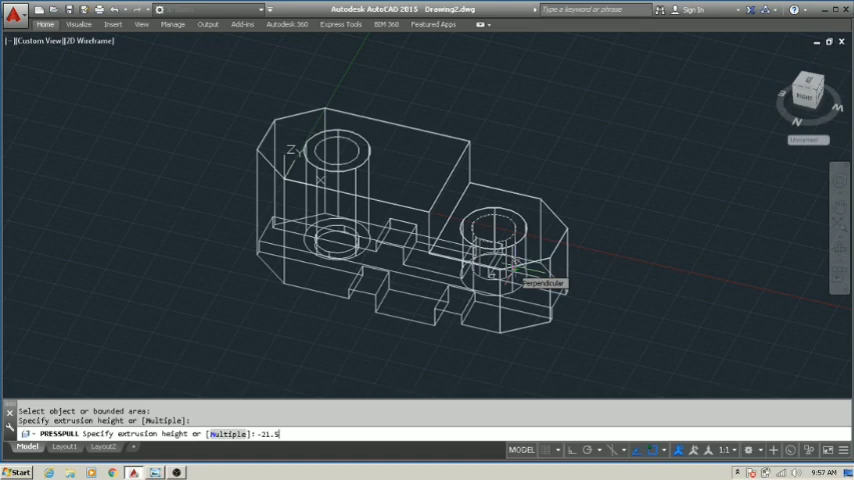 Autodesk AutoCAD 2015 Drawing2.dwg
Type a keyword or phrase
Sign In
Home Insert Annotate Visualize View Manage Output Add-ins Autodesk 360 Express Tools BIM 360 Featured Apps
[−][Custom View][2D Wireframe]
RIGHT
S
N
W
Unnamed
Z
Y
X
Perpendicular
Select object or bounded area:
Specify extrusion height or [Multiple]:
PRESSPULL Specify extrusion height or [Multiple]: -21.5
Model Layout1 Layout2 +
MODEL 1:1
Start 9:57 AM